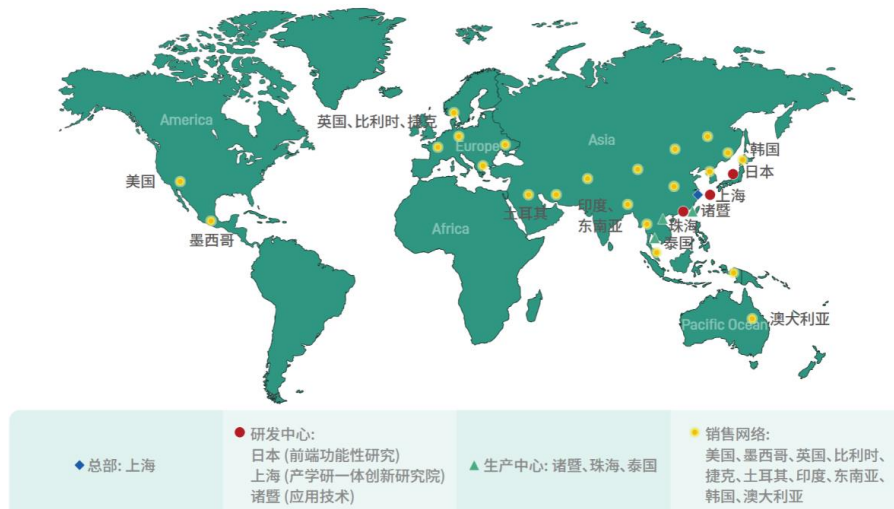 America
英国、比利时、捷克
Europe
Asia
韩国
日本
美国
上海
土耳其
印度、
东南亚
诸暨
墨西哥
Africa
珠海
泰国
Pacific Ocean
澳大利亚
总部: 上海
研发中心:
日本 (前端功能性研究)
上海 (产学研一体创新研究院)
诸暨 (应用技术)
生产中心: 诸暨、珠海、泰国
销售网络:
美国、墨西哥、英国、比利时、
捷克、土耳其、印度、东南亚、
韩国、澳大利亚